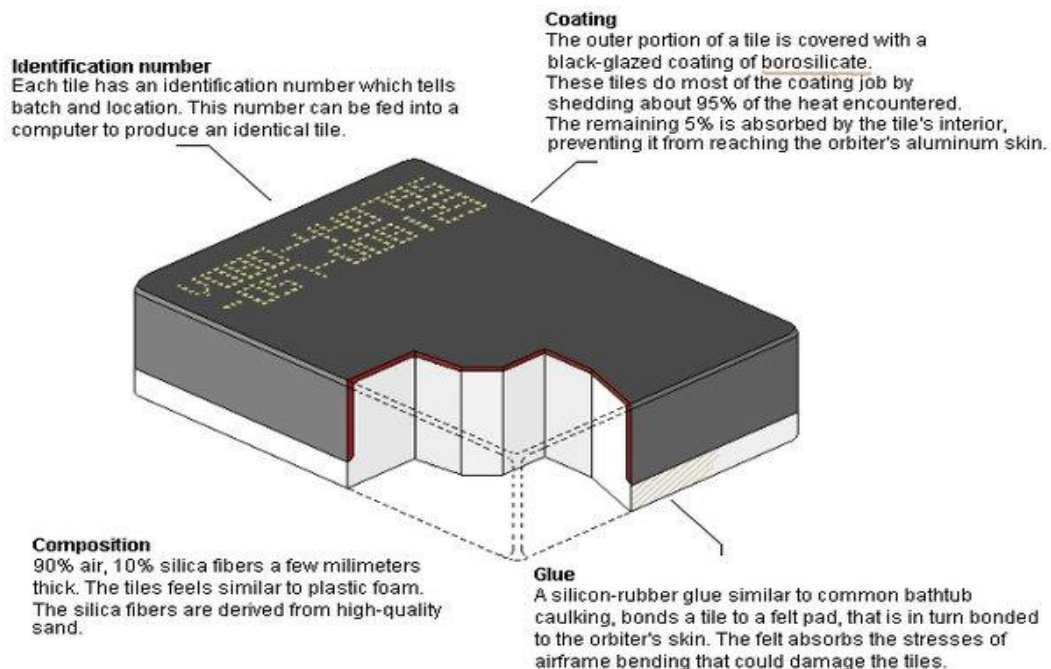 Identification number
Each tile has an identification number which tells
batch and location. This number can be fed into a
computer to produce an identical tile.
Coating
The outer portion of a tile is covered with a
black-glazed coating of borosilicate.
These tiles do most of the coating job by
shedding about 95% of the heat encountered.
The remaining 5% is absorbed by the tile's interior,
preventing it from reaching the orbiter's aluminum skin.
Composition
90% air, 10% silica fibers a few milimeters
thick. The tiles feels similar to plastic foam.
The silica fibers are derived from high-quality
sand.
Glue
A silicon-rubber glue similar to common bathtub
caulking, bonds a tile to a felt pad, that is in turn bonded
to the orbiter's skin. The felt absorbs the stresses of
airframe bending that could damage the tiles.